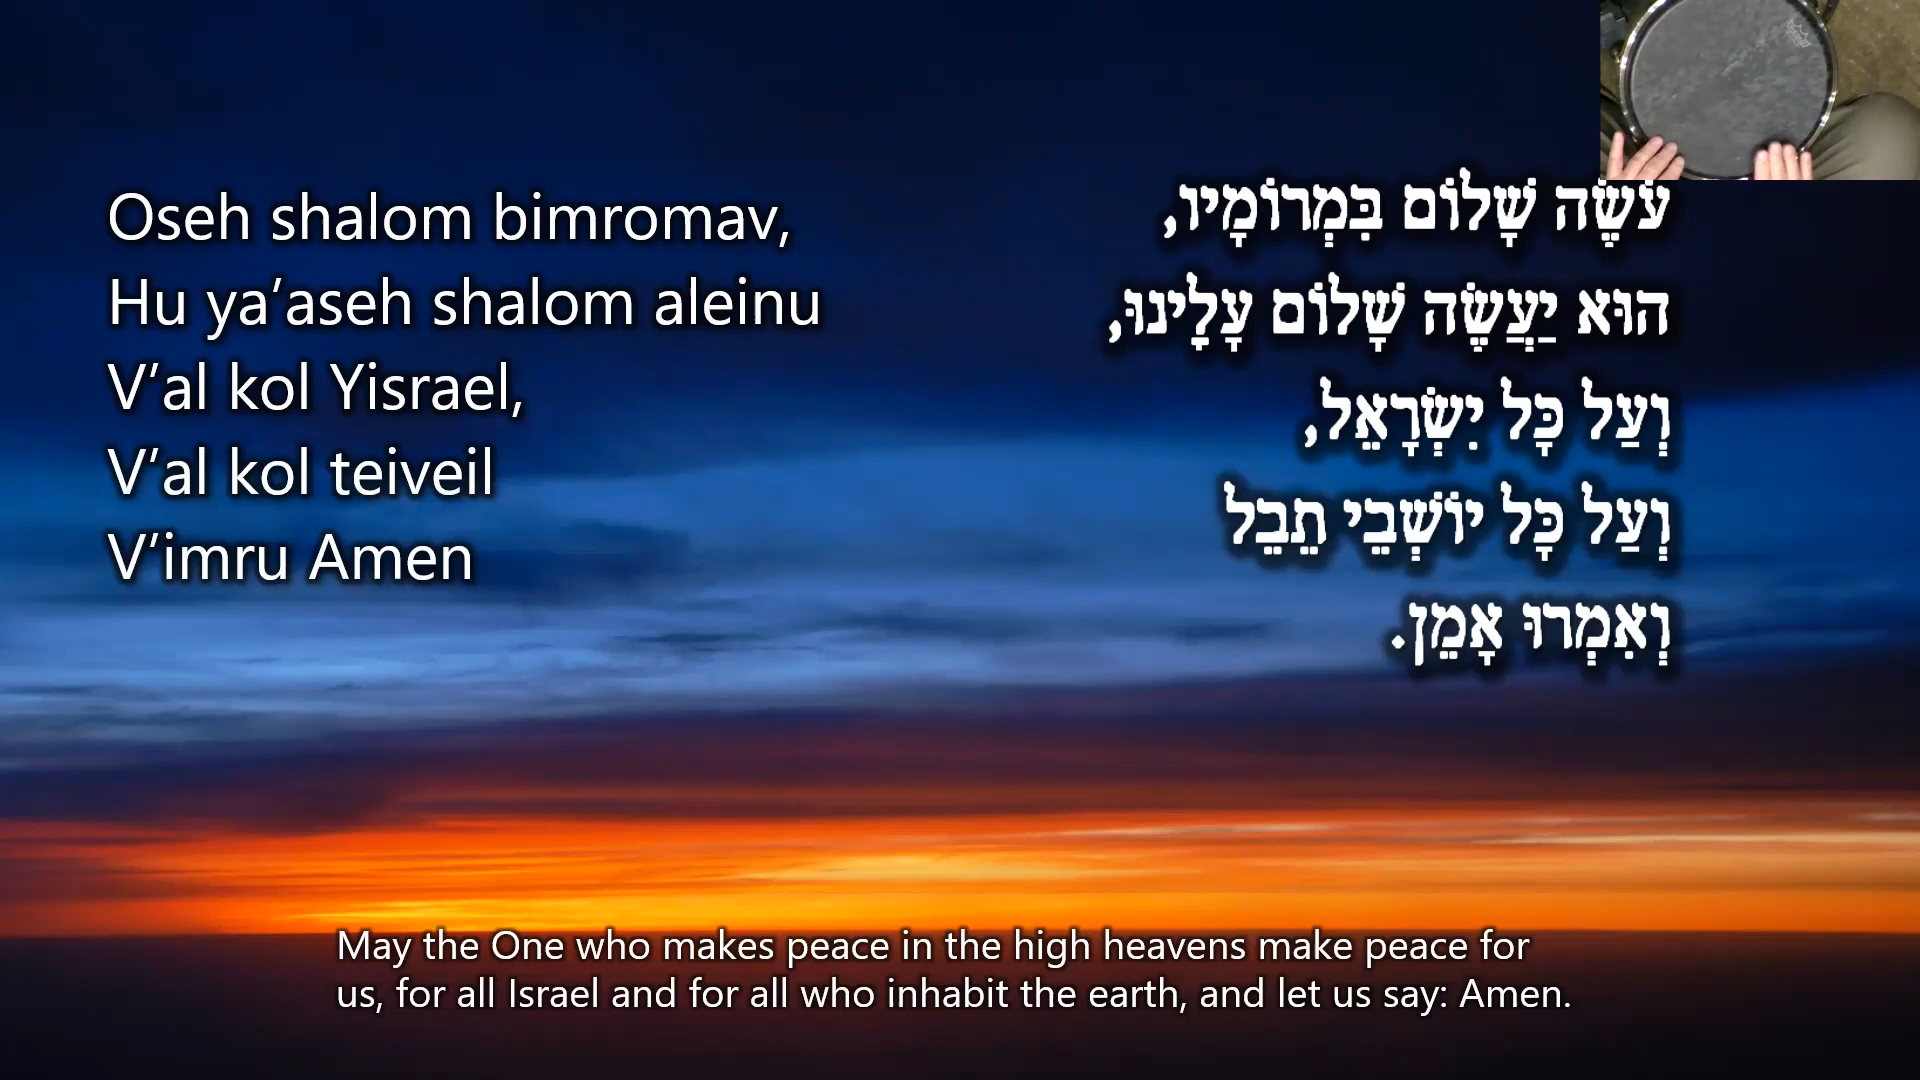 Oseh shalom bimromav,
Hu ya’aseh shalom aleinu
V’al kol Yisrael,
V’al kol teiveil
V’imru Amen
עֹשֶׂה שָׁלוֹם בִּמְרוֹמָיו,
הוּא יַעֲשֶׂה שָׁלוֹם עָלֵינוּ,
וְעַל כָּל יִשְׂרָאֵל,
וְעַל כָּל יוֹשְׁבֵי תֵבֵל
וְאִמְרוּ אָמֵן.
May the One who makes peace in the high heavens make peace for
us, for all Israel and for all who inhabit the earth, and let us say: Amen.